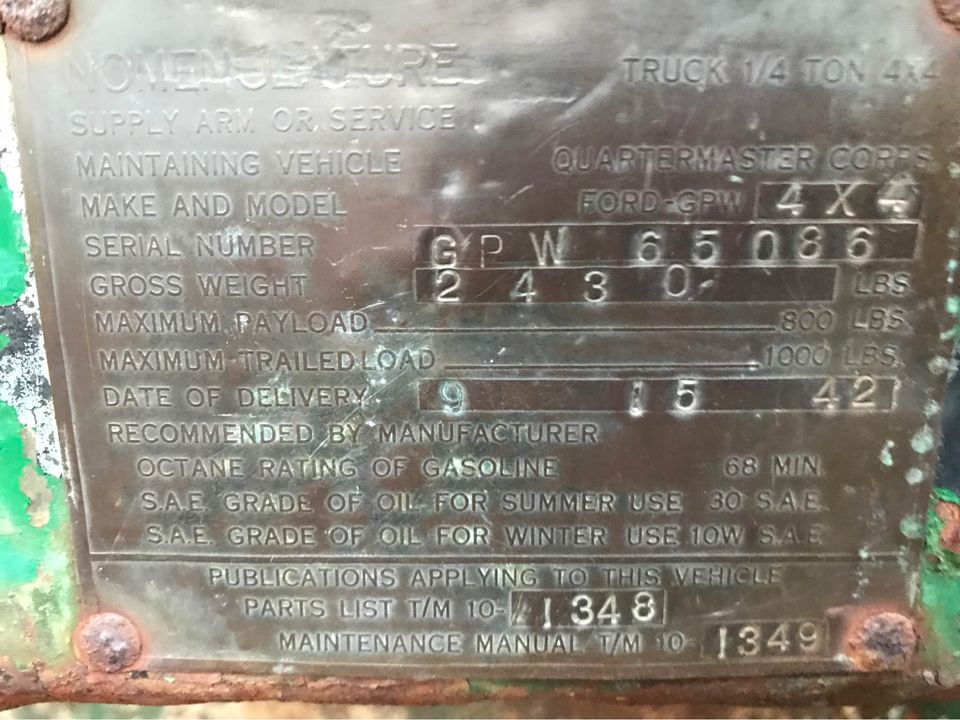 NOMENCLATURE TRUCK 1/4 TON 4X4
SUPPLY ARM OR SERVICE
MAINTAINING VEHICLE QUARTERMASTER CORPS
MAKE AND MODEL FORD-GPW 4X4
SERIAL NUMBER GPW 65086
GROSS WEIGHT 2430 LBS
MAXIMUM PAYLOAD 800 LBS.
MAXIMUM TRAILED LOAD 1000 LBS.
DATE OF DELIVERY 9 15 42
RECOMMENDED BY MANUFACTURER
OCTANE RATING OF GASOLINE 68 MIN.
S.A.E. GRADE OF OIL FOR SUMMER USE 30 S.A.E.
S.A.E. GRADE OF OIL FOR WINTER USE 10W S.A.E.
PUBLICATIONS APPLYING TO THIS VEHICLE
PARTS LIST T/M 10-1348
MAINTENANCE MANUAL T/M 10-1349